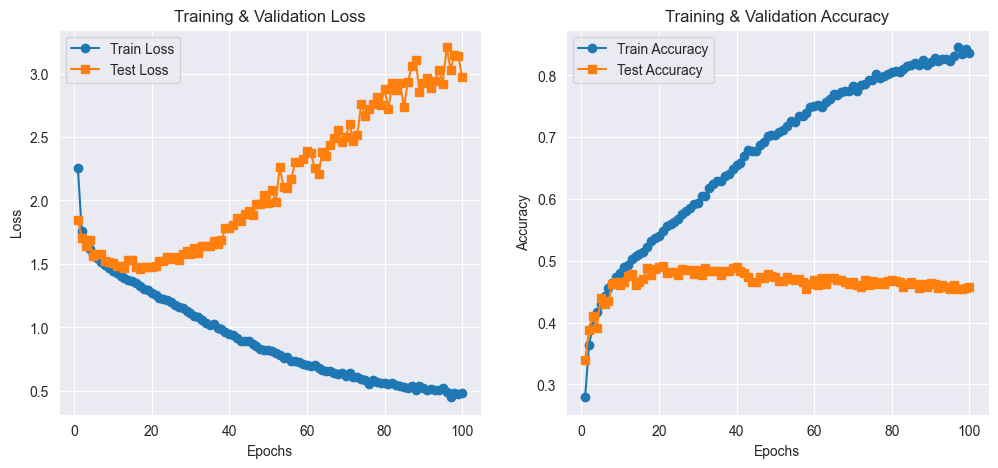 Training & Validation Loss
Train Loss
Test Loss
3.0
2.5
2.0
1.5
1.0
0.5
Loss
0
20
40
60
80
100
Epochs
Training & Validation Accuracy
Train Accuracy
Test Accuracy
0.8
0.7
0.6
0.5
0.4
0.3
Accuracy
0
20
40
60
80
100
Epochs